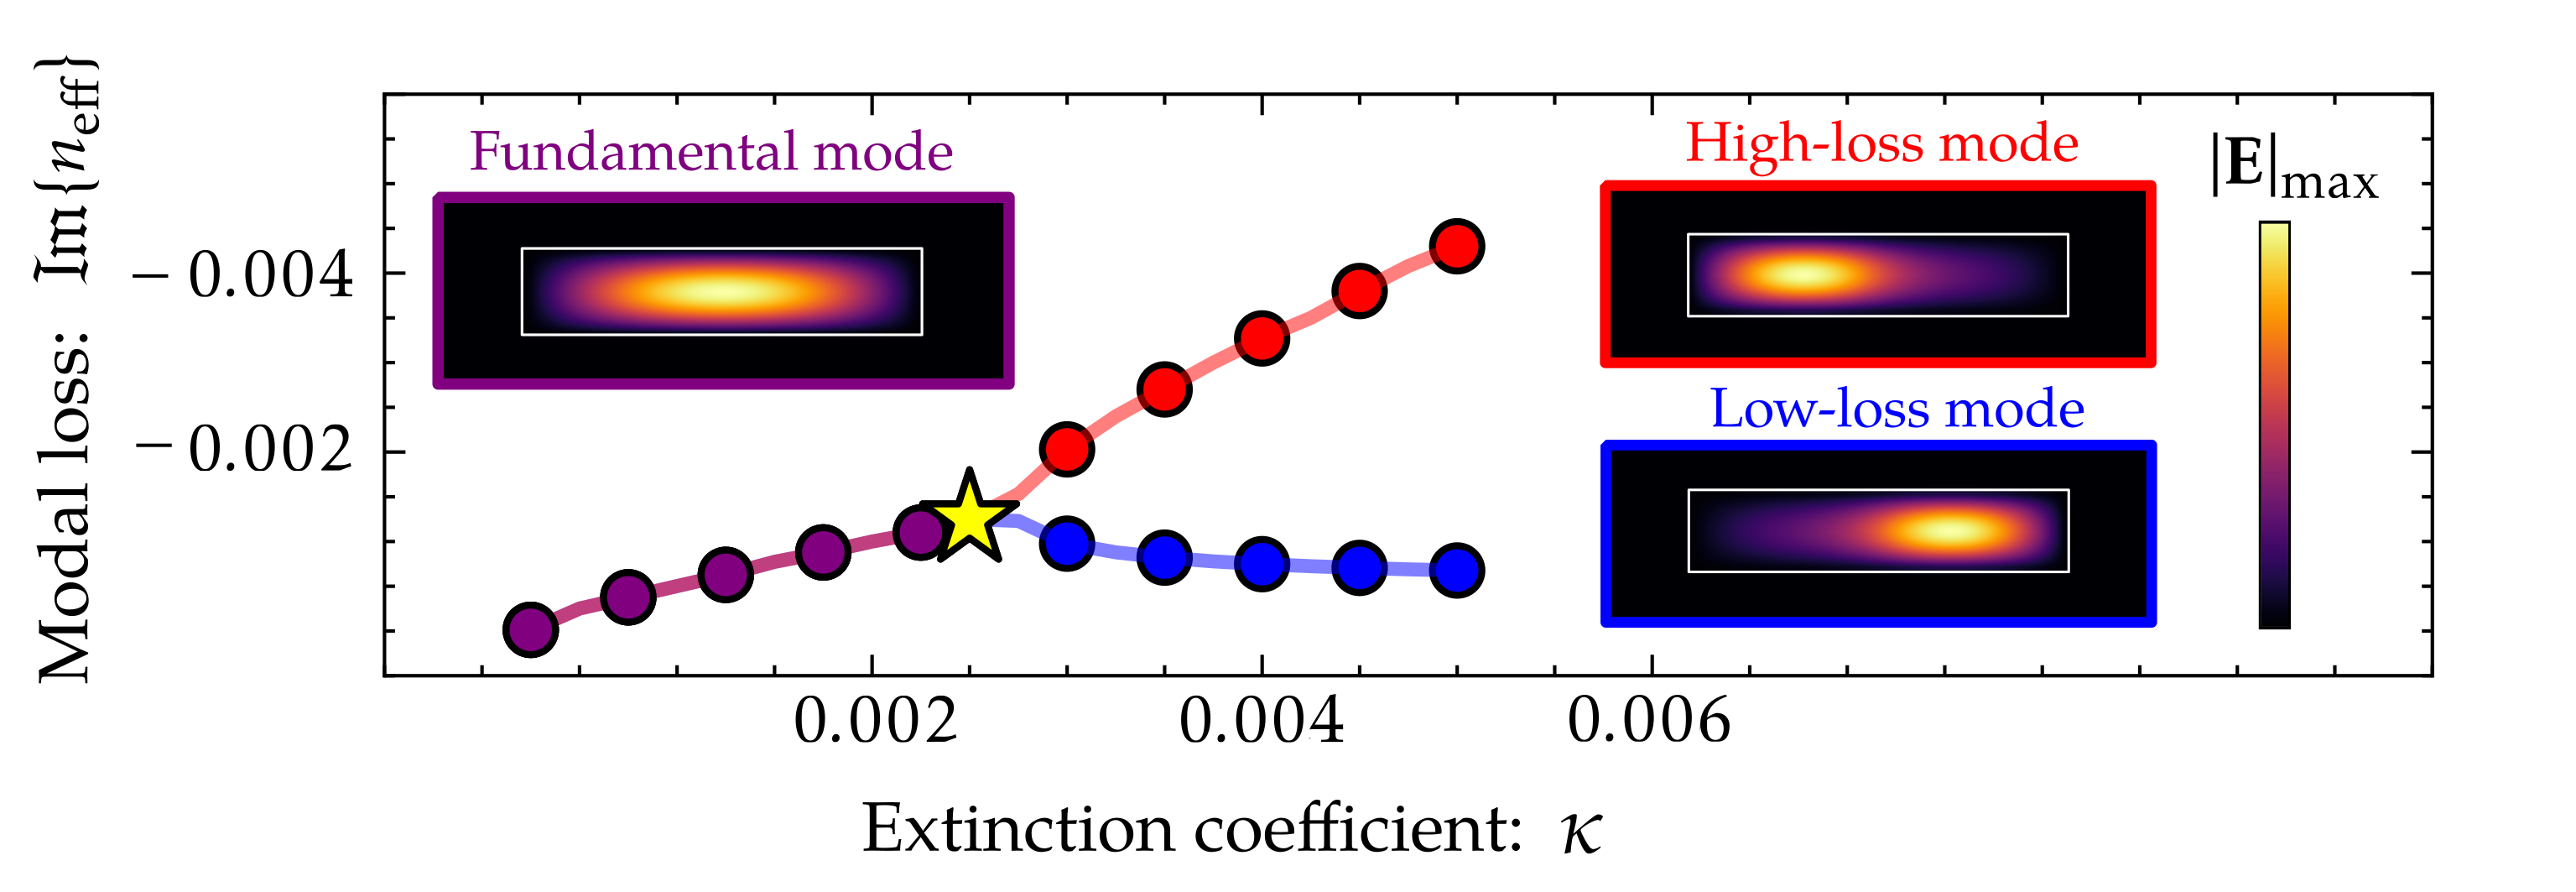 Modal loss: 𝕴𝖒{n_eff}
Fundamental mode
High-loss mode
|E|max
− 0.004
Low-loss mode
− 0.002
0.002
0.004
0.006
Extinction coefficient: κ